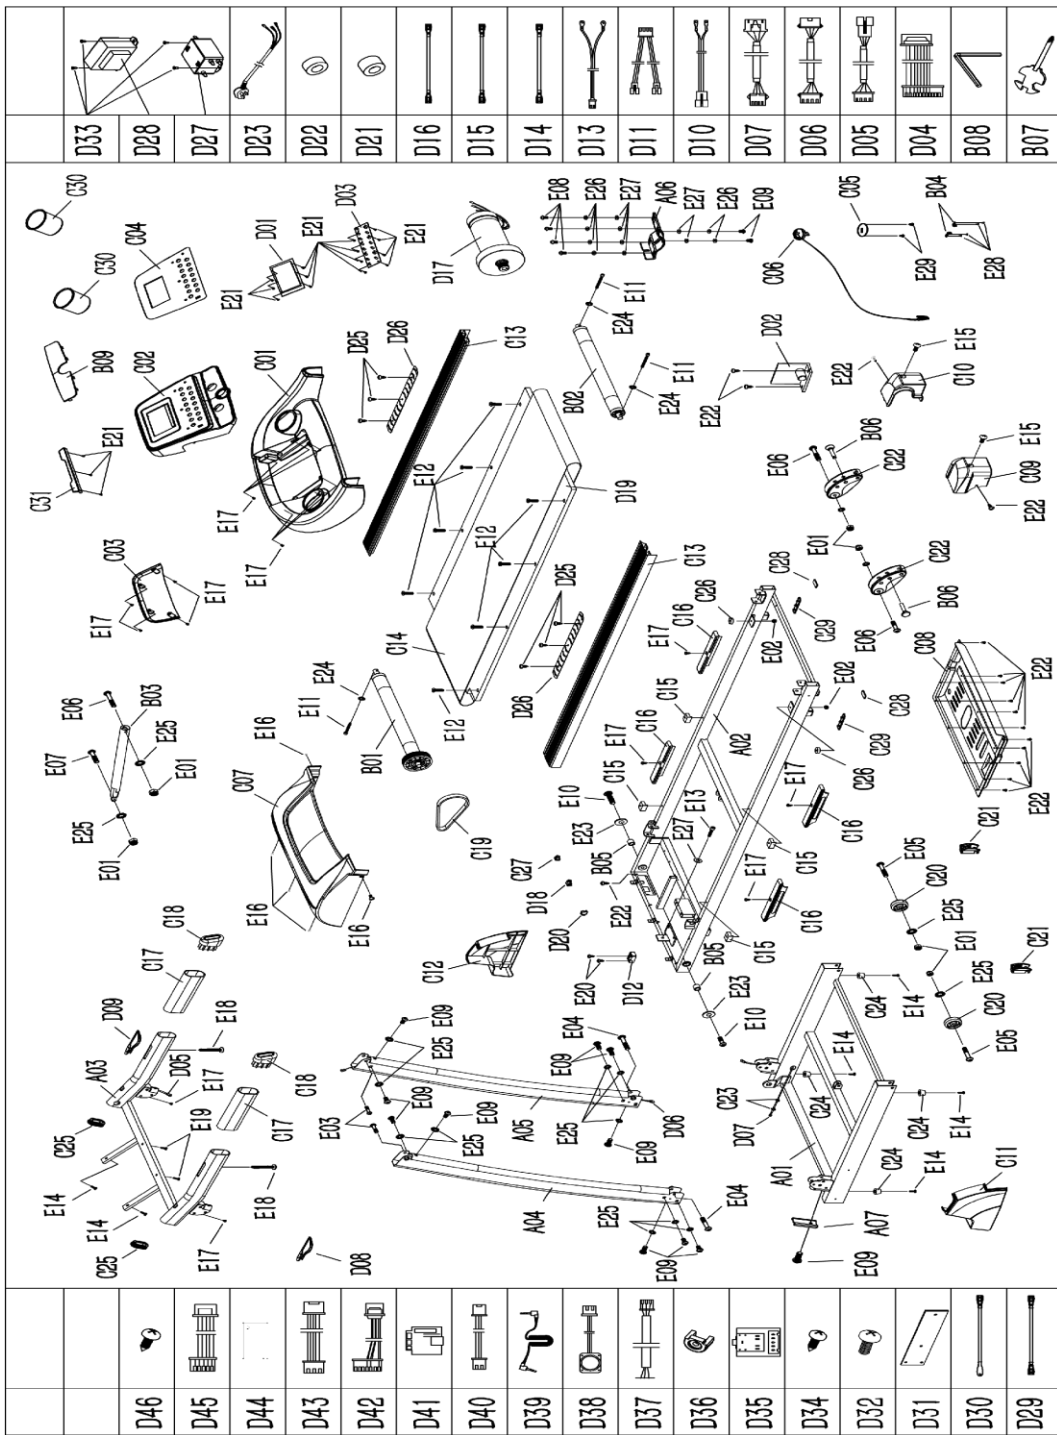 D46
D45
D44
D43
D42
D41
D40
D39
D38
D37
D36
D35
D34
D32
D31
D30
D29
C25
E14
E14
C25
E17
E18
E19
A03
D09
C17
C18
D05
E17
E18
C17
C18
D08
E01
E25
E07
E06
B03
E25
E01
E16
C07
E16
E16
E11
E24
B01
C19
C03
E17
E17
C31
E21
B09
C30
C30
C02
C04
C01
E17
E17
E21
D01
E21
D03
E21
D17
D25
D26
C13
C14
E12
E12
E12
D19
D26
D25
C13
B02
E24
E11
E24
E11
E08
E26
E27
A06
E27
E26
E09
C12
C27
D18
D20
E20
D12
E22
E10
E23
B05
B05
E23
E10
C15
E17
C16
C15
E17
C16
C26
E02
A02
E13
E27
C15
C15
E17
C16
E17
C16
C26
E02
C28
C29
C28
C29
E03
E09
E25
E09
E09
E25
A05
A04
E09
E04
E25
D06
E09
E25
E04
E09
C23
D07
A01
C24
E14
C24
E14
C24
E14
C24
E14
A07
E09
C11
E05
C20
E25
E01
E25
C20
E05
C21
C21
C08
E22
E22
E06
B06
C22
E01
C22
B06
E06
E22
D02
E22
C10
E15
E15
C09
E22
C06
C05
E29
B04
E28
D33
D28
D27
D23
D22
D21
D16
D15
D14
D13
D11
D10
D07
D06
D05
D04
B08
B07